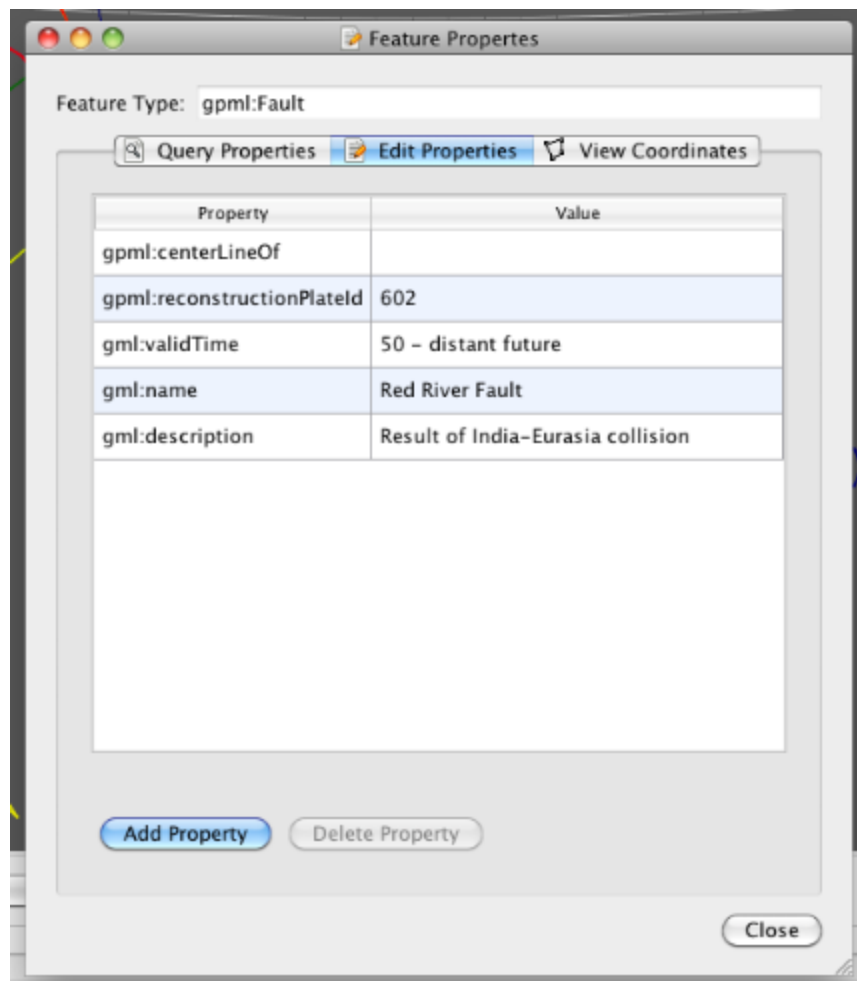 Feature Propertes
Feature Type: gpml:Fault
Query Properties Edit Properties View Coordinates
Property Value
gpml:centerLineOf
gpml:reconstructionPlateId 602
gml:validTime 50 – distant future
gml:name Red River Fault
gml:description Result of India-Eurasia collision
Add Property Delete Property
Close